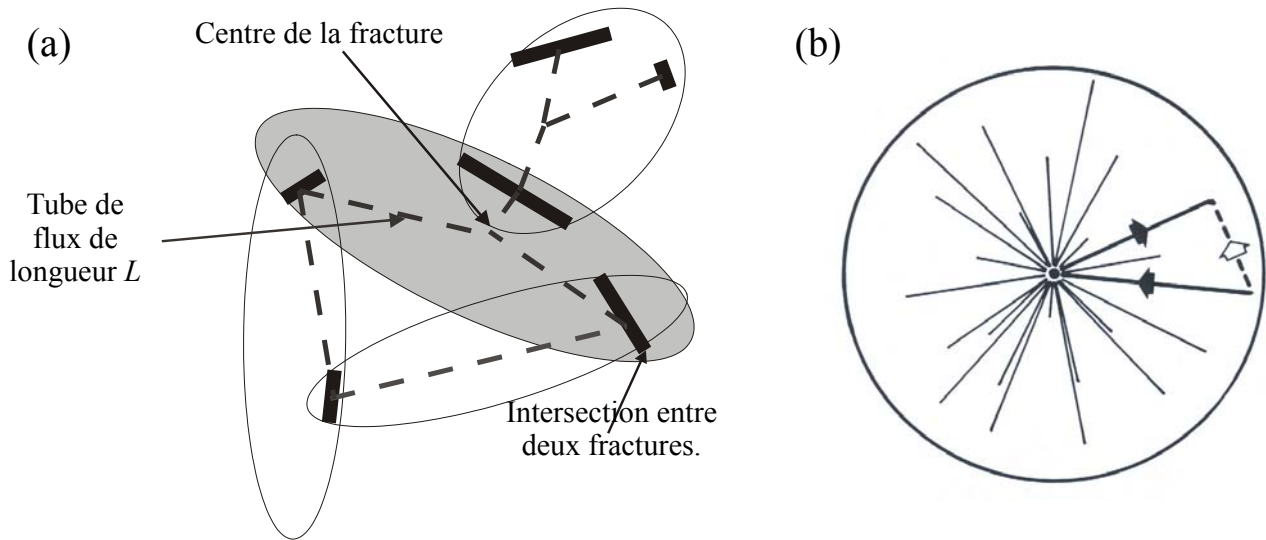 (a)
Centre de la fracture
(b)
Tube de
flux de
longueur L
Intersection entre
deux fractures.